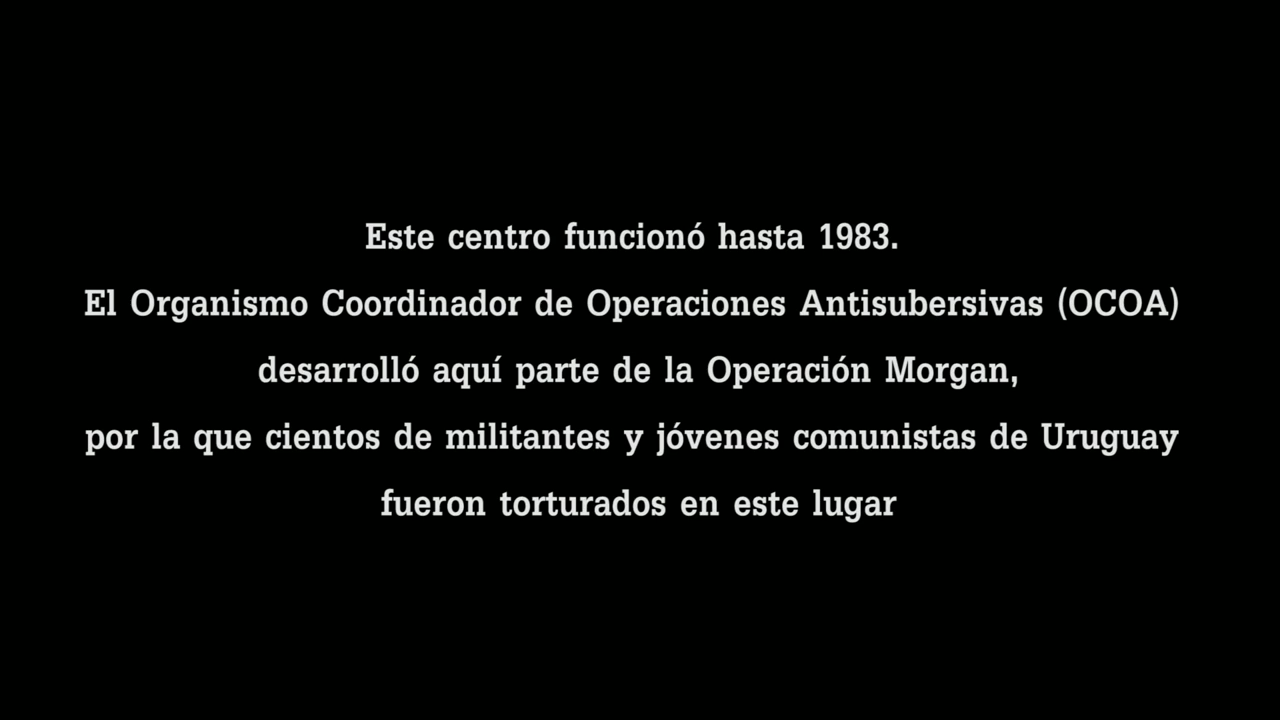 Este centro funcionó hasta 1983.
El Organismo Coordinador de Operaciones Antisubersivas (OCOA)
desarrolló aquí parte de la Operación Morgan,
por la que cientos de militantes y jóvenes comunistas de Uruguay
fueron torturados en este lugar